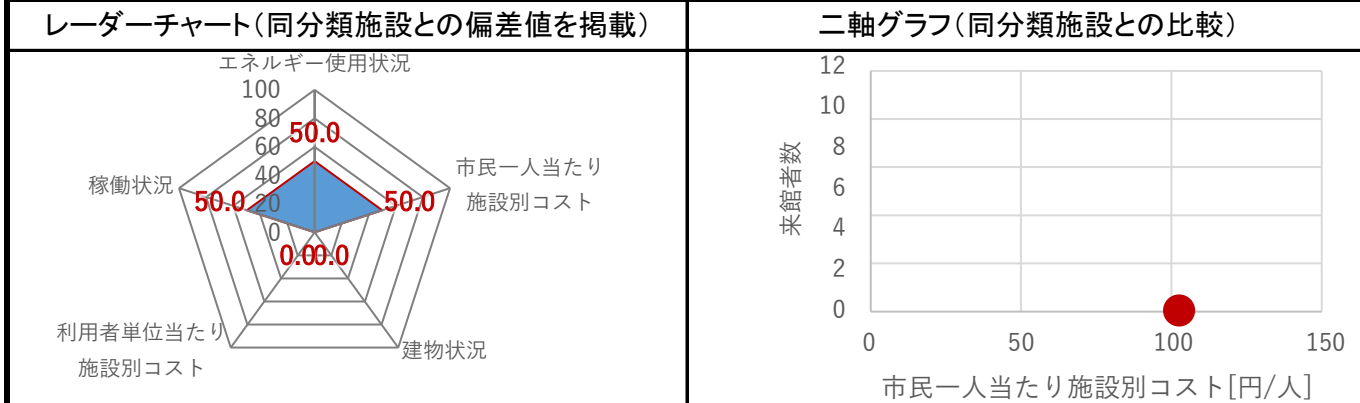 レーダーチャート(同分類施設との偏差値を掲載)
エネルギー使用状況
100
80
60
40
20
0
50.0
50.0
50.0
0.0
0.0
市民一人当たり
施設別コスト
稼働状況
利用者単位当たり
施設別コスト
建物状況
二軸グラフ(同分類施設との比較)
来館者数
12
10
8
6
4
2
0
0 50 100 150
市民一人当たり施設別コスト[円/人]